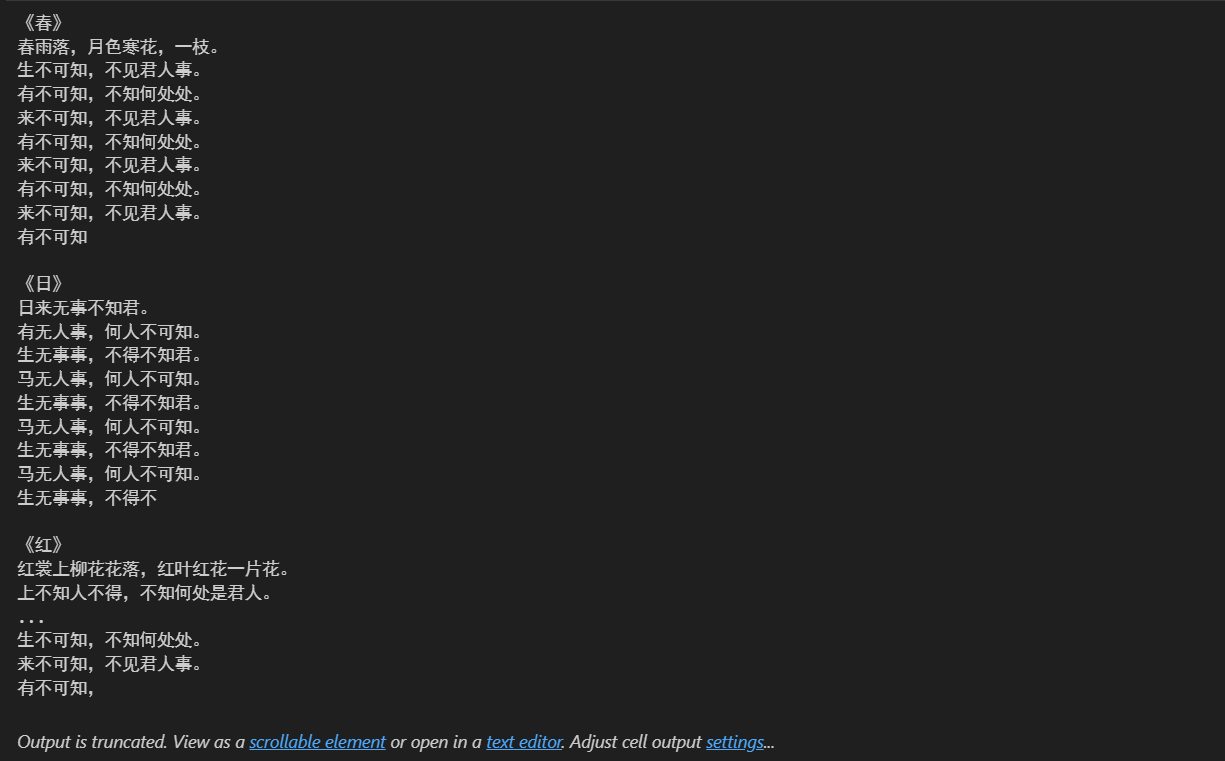 《春》
春雨落，月色寒花，一枝。
生不可知，不见君人事。
有不可知，不知何处处。
来不可知，不见君人事。
有不可知，不知何处处。
来不可知，不见君人事。
有不可知，不知何处处。
来不可知，不见君人事。
有不可知
《日》
日来无事不知君。
有无人事，何人不可知。
生无事事，不得不知君。
马无人事，何人不可知。
生无事事，不得不知君。
马无人事，何人不可知。
生无事事，不得不知君。
马无人事，何人不可知。
生无事事，不得不
《红》
红裳上柳花花落，红叶红花一片花。
上不知人不得，不知何处是君人。
...
生不可知，不知何处处。
来不可知，不见君人事。
有不可知，
Output is truncated. View as a scrollable element or open in a text editor. Adjust cell output settings...